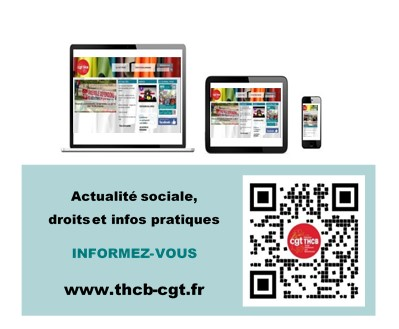 Actualité sociale,
droits et infos pratiques
INFORMEZ-VOUS
www.thcb-cgt.fr
cgt THCB